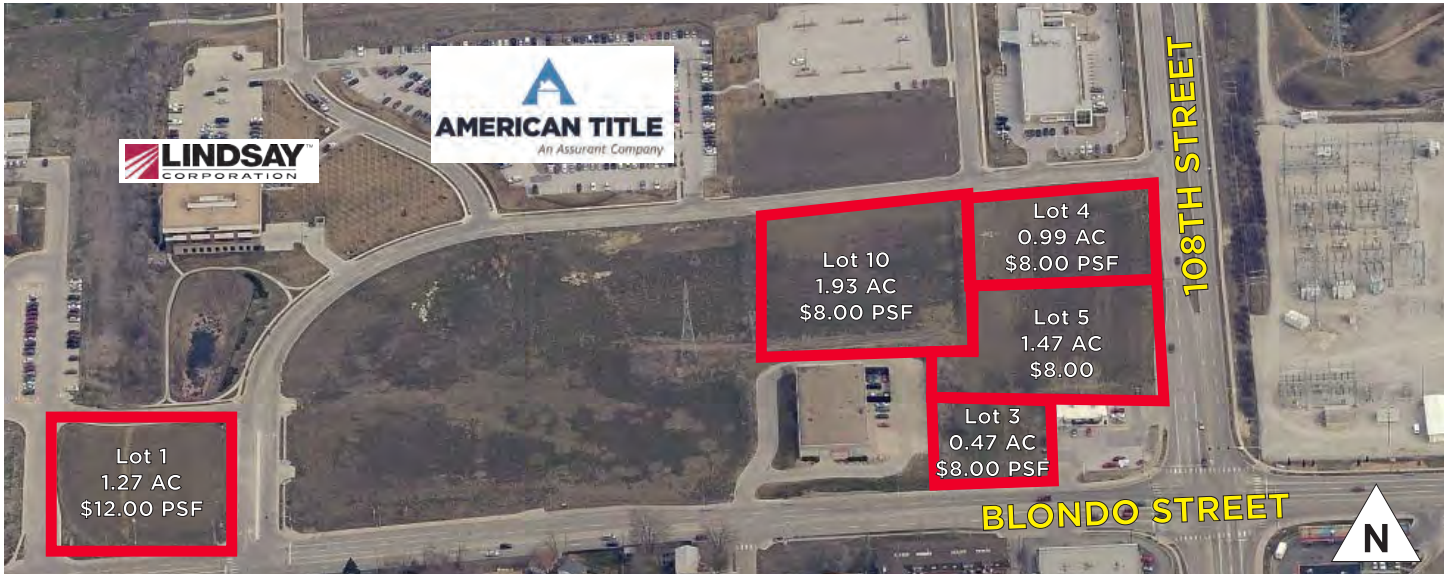 LINDSAY
CORPORATION
AMERICAN TITLE
An Assurant Company
108TH STREET
Lot 10
1.93 AC
$8.00 PSF
Lot 4
0.99 AC
$8.00 PSF
Lot 5
1.47 AC
$8.00
Lot 3
0.47 AC
$8.00 PSF
Lot 1
1.27 AC
$12.00 PSF
BLONDO STREET
N